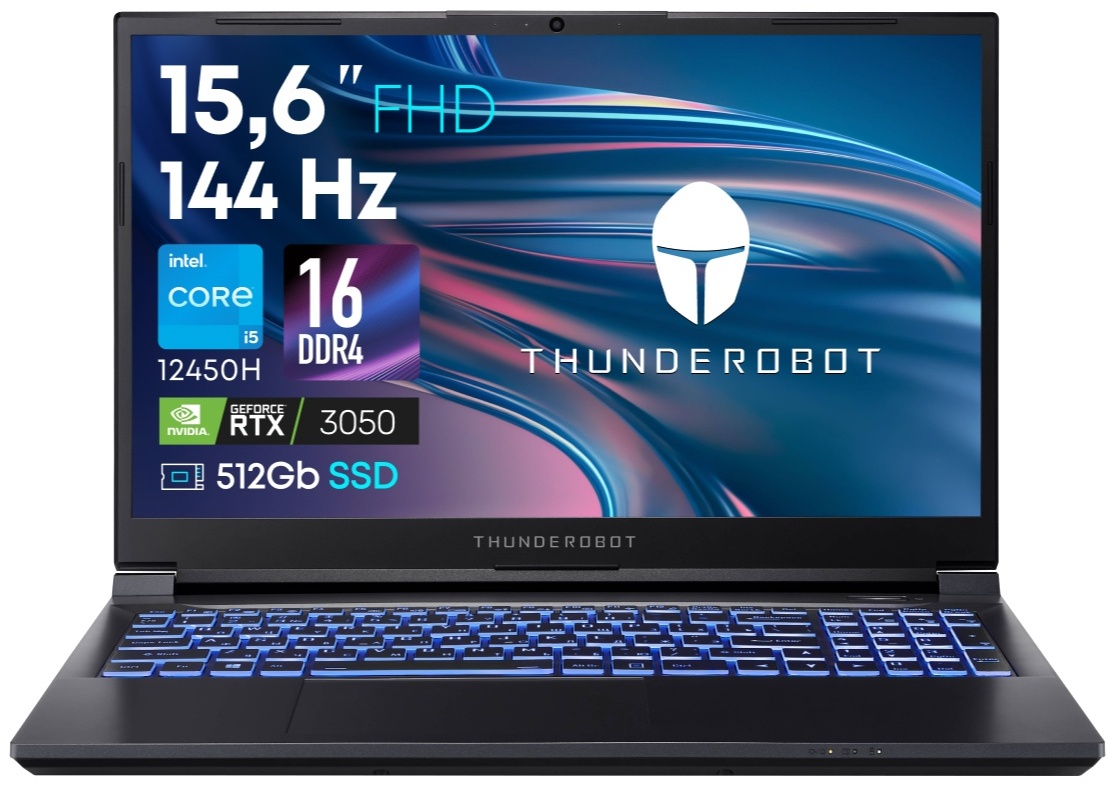 15,6″ FHD
144 Hz
intel.
CORE
i5
12450H
16
DDR4
NVIDIA.
GEFORCE
RTX
3050
512Gb SSD
THUNDEROBOT
THUNDEROBOT